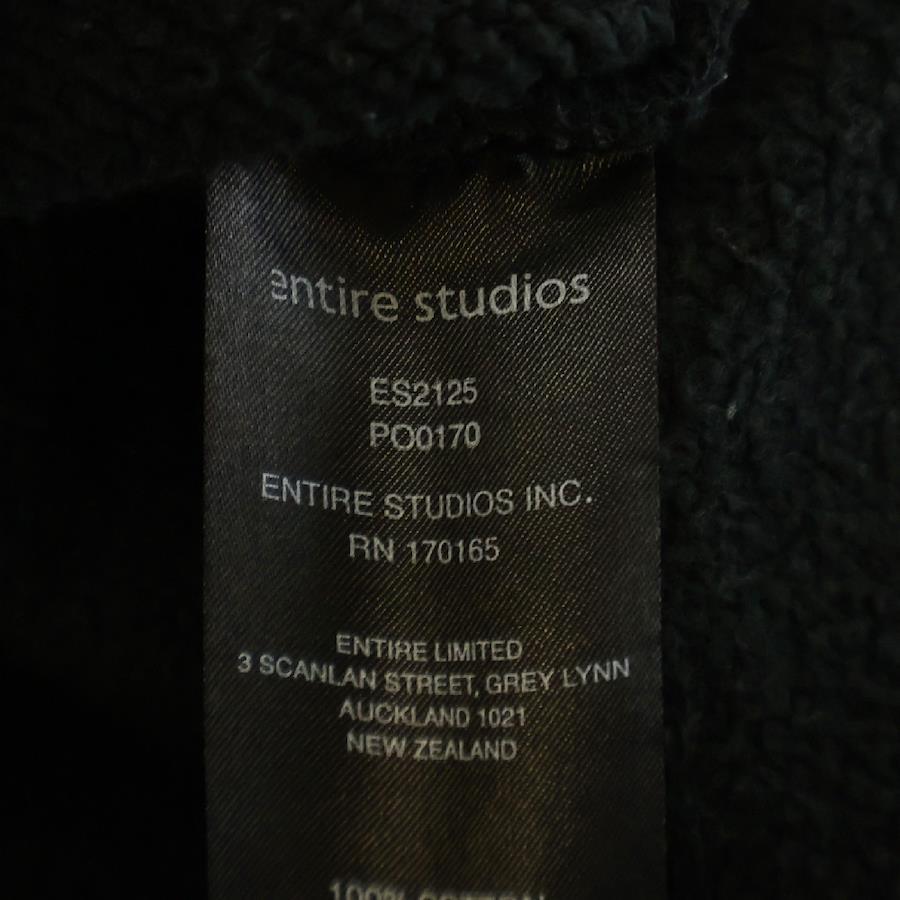 entire studios
ES2125
PO0170
ENTIRE STUDIOS INC.
RN 170165
ENTIRE LIMITED
3 SCANLAN STREET, GREY LYNN
AUCKLAND 1021
NEW ZEALAND
100%